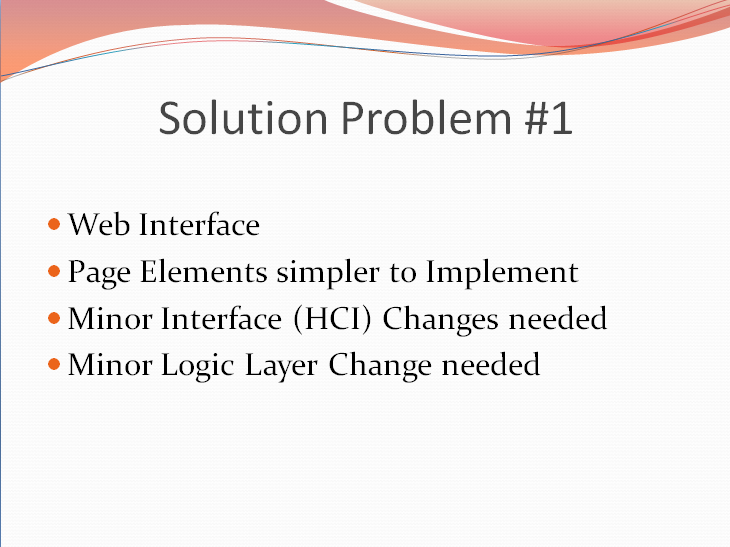 Solution Problem #1
Web Interface
Page Elements simpler to Implement
Minor Interface (HCI) Changes needed
Minor Logic Layer Change needed